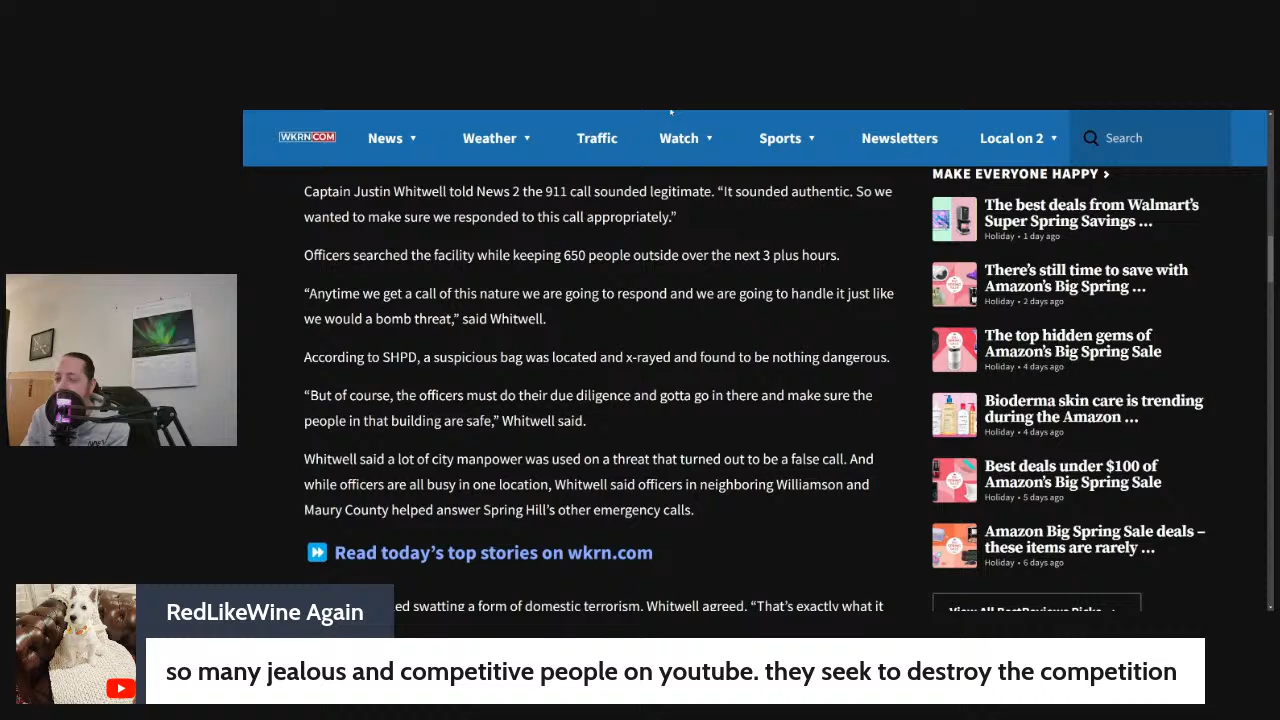 WKRN.COM
News
Weather
Traffic
Watch
Sports
Newsletters
Local on 2
Search
Captain Justin Whitwell told News 2 the 911 call sounded legitimate. “It sounded authentic. So we
wanted to make sure we responded to this call appropriately.”
Officers searched the facility while keeping 650 people outside over the next 3 plus hours.
“Anytime we get a call of this nature we are going to respond and we are going to handle it just like
we would a bomb threat,” said Whitwell.
According to SHPD, a suspicious bag was located and x-rayed and found to be nothing dangerous.
“But of course, the officers must do their due diligence and gotta go in there and make sure the
people in that building are safe,” Whitwell said.
Whitwell said a lot of city manpower was used on a threat that turned out to be a false call. And
while officers are all busy in one location, Whitwell said officers in neighboring Williamson and
Maury County helped answer Spring Hill’s other emergency calls.
Read today’s top stories on wkrn.com
ed swatting a form of domestic terrorism. Whitwell agreed. “That’s exactly what it
MAKE EVERYONE HAPPY ›
The best deals from Walmart’s
Super Spring Savings …
Holiday • 1 day ago
There’s still time to save with
Amazon’s Big Spring …
Holiday • 2 days ago
The top hidden gems of
Amazon’s Big Spring Sale
Holiday • 4 days ago
Bioderma skin care is trending
during the Amazon …
Holiday • 4 days ago
Best deals under $100 of
Amazon’s Big Spring Sale
Holiday • 5 days ago
Amazon Big Spring Sale deals –
these items are rarely …
Holiday • 6 days ago
View All BestReviews Picks
RedLikeWine Again
so many jealous and competitive people on youtube. they seek to destroy the competition